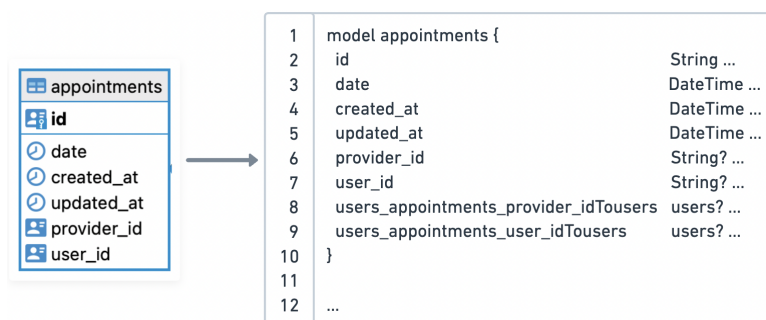 appointments
id
date
created_at
updated_at
provider_id
user_id
1 model appointments {
2 id String ...
3 date DateTime ...
4 created_at DateTime ...
5 updated_at DateTime ...
6 provider_id String? ...
7 user_id String? ...
8 users_appointments_provider_idTousers users? ...
9 users_appointments_user_idTousers users? ...
10 }
11
12 ...